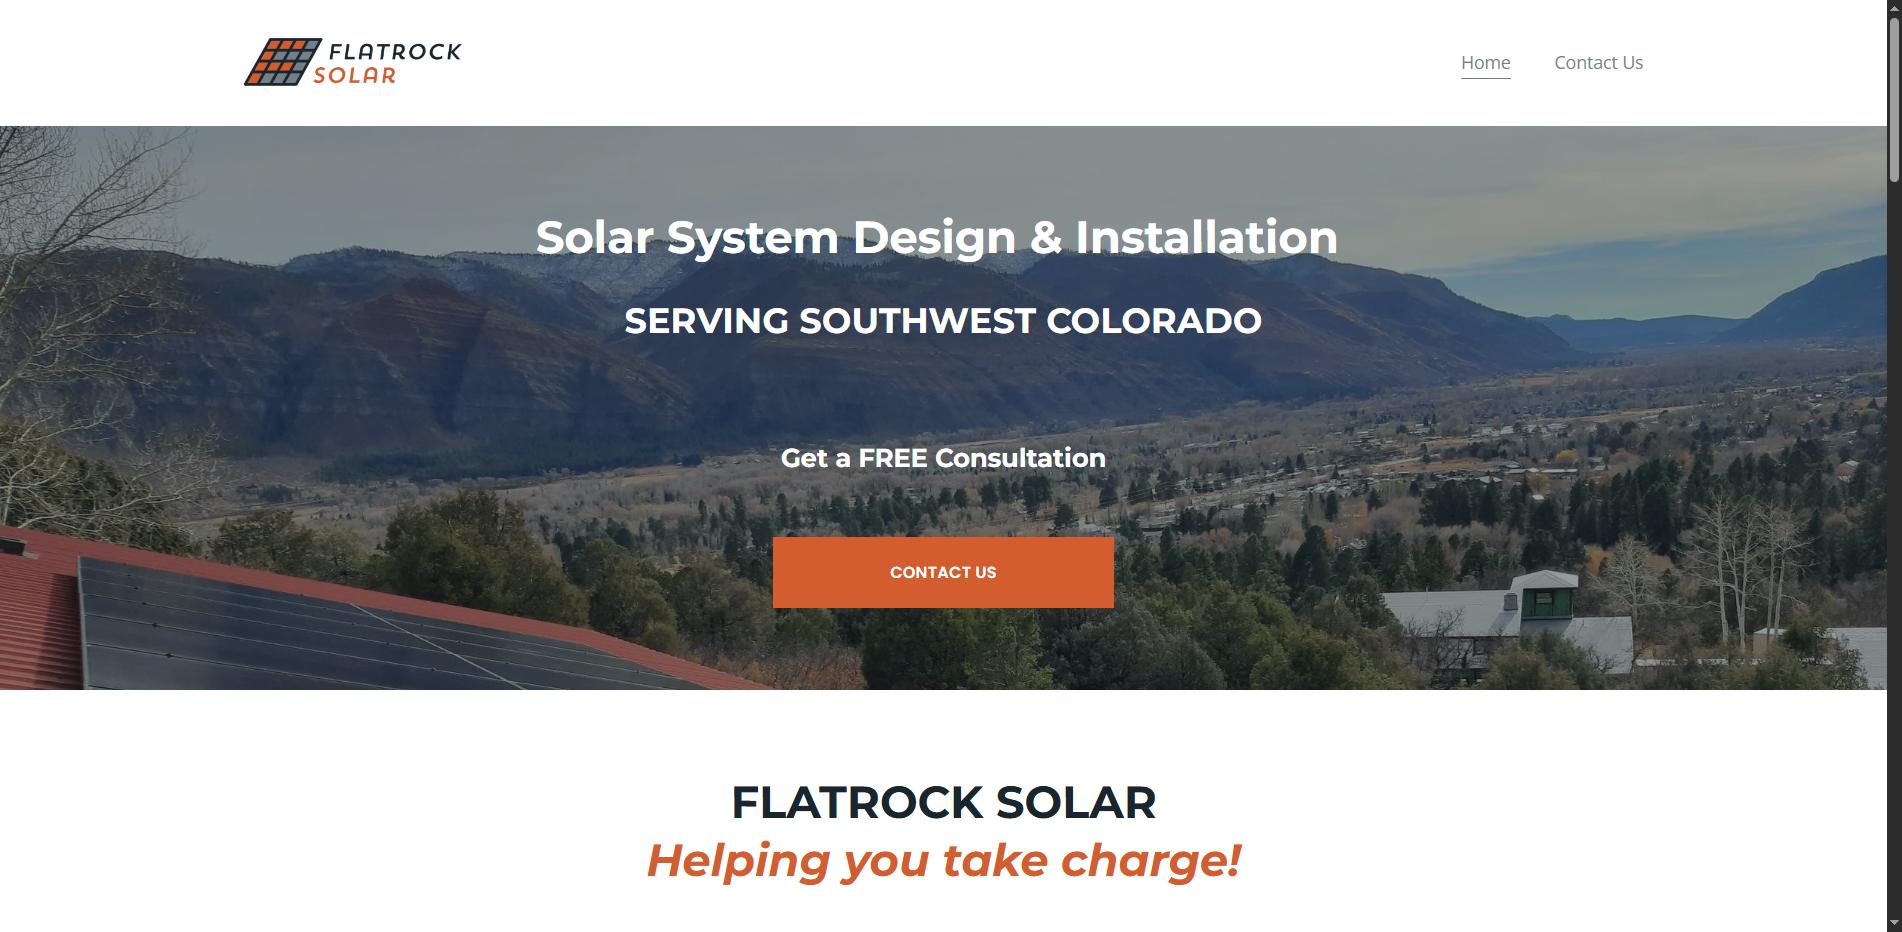 FLATROCK
SOLAR
Home
Contact Us
Solar System Design & Installation
SERVING SOUTHWEST COLORADO
Get a FREE Consultation
CONTACT US
FLATROCK SOLAR
Helping you take charge!